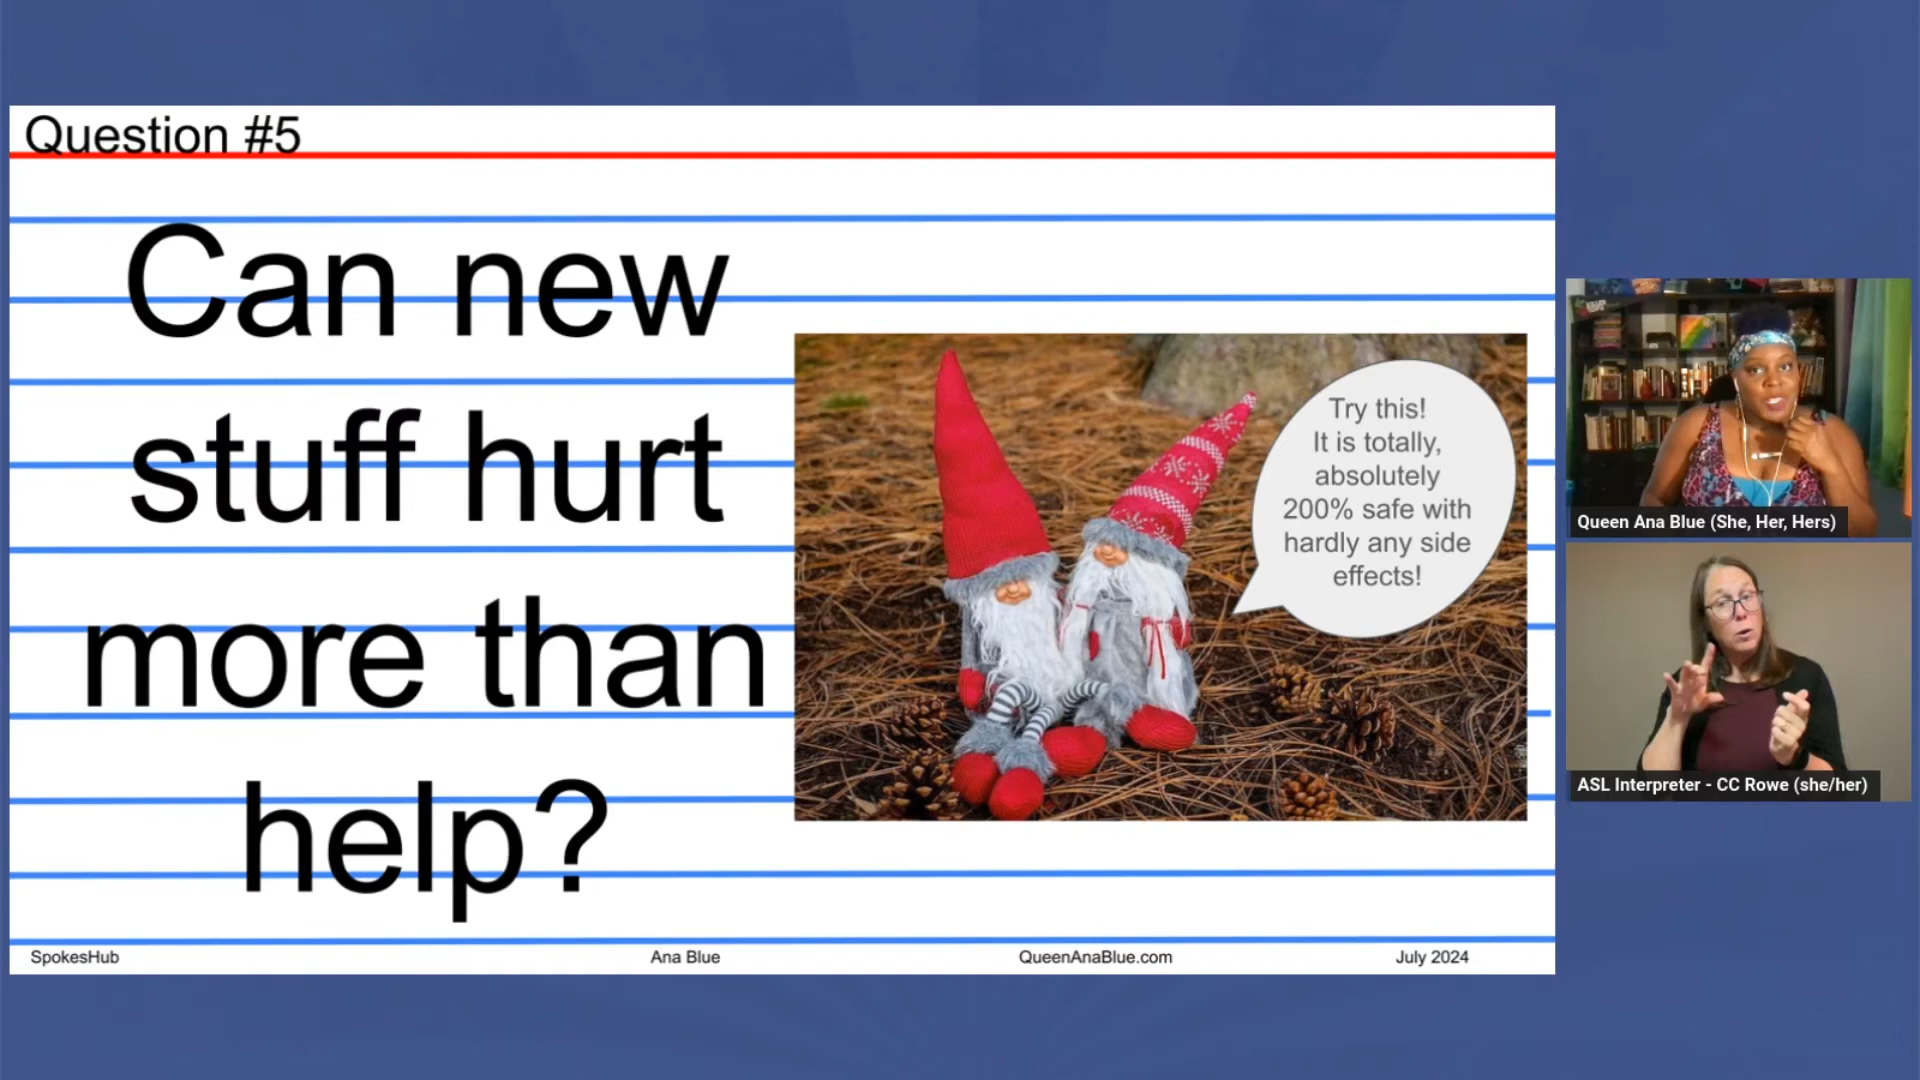 Question #5
Can new
stuff hurt
more than
help?
Try this!
It is totally,
absolutely
200% safe with
hardly any side
effects!
SpokesHub
Ana Blue
QueenAnaBlue.com
July 2024
Queen Ana Blue (She, Her, Hers)
ASL Interpreter - CC Rowe (she/her)